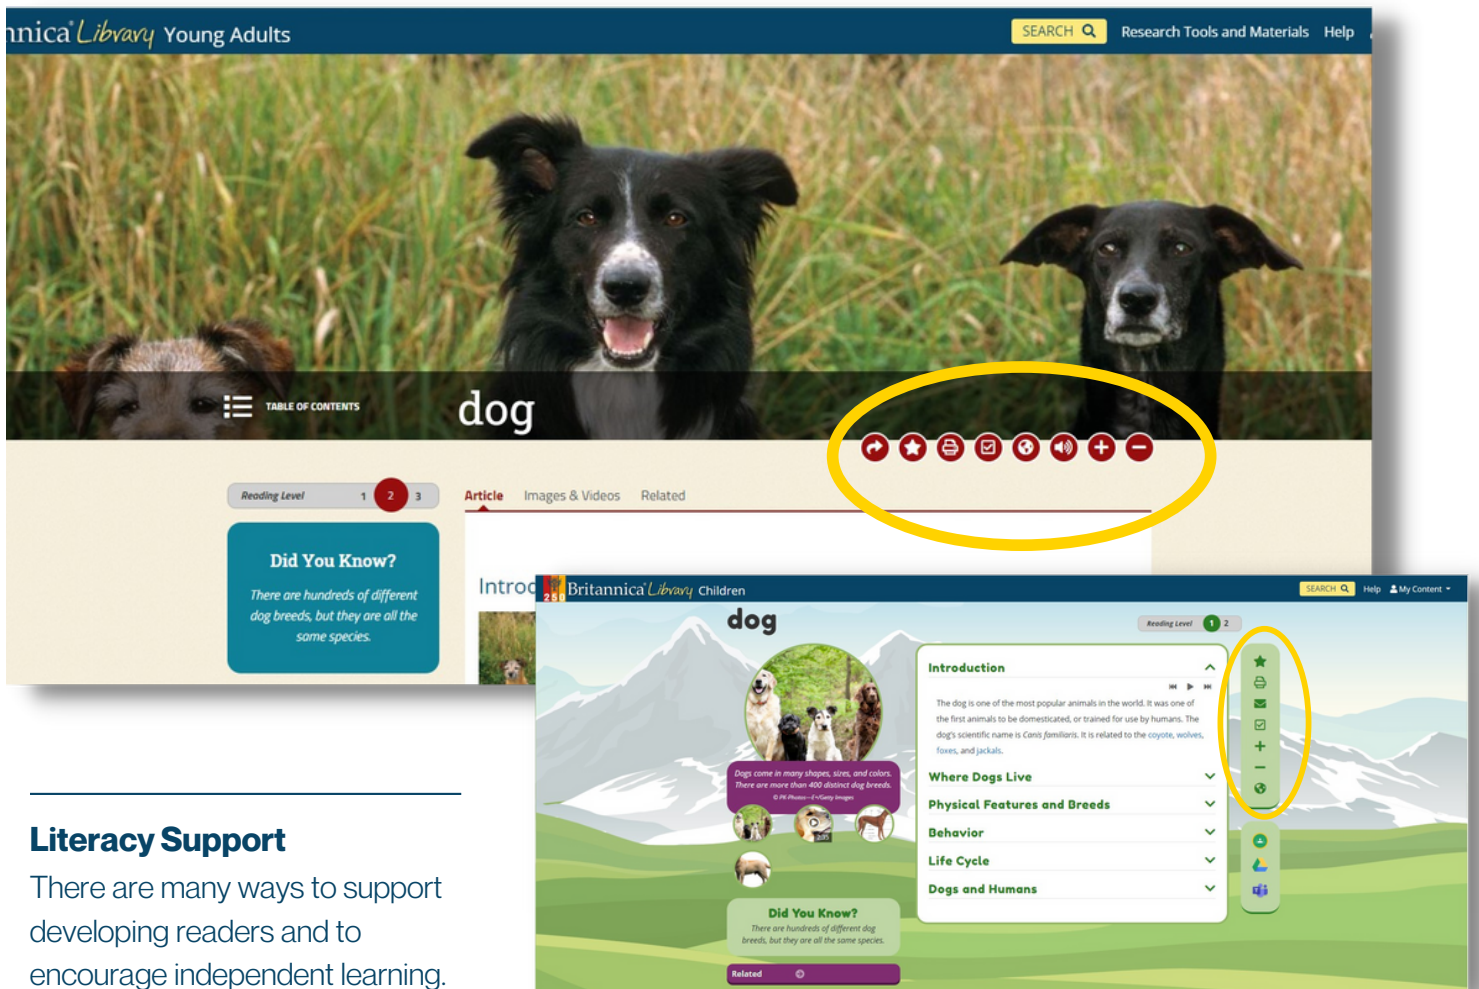 nnica Library Young Adults
SEARCH
Research Tools and Materials Help
TABLE OF CONTENTS
dog
Reading Level 1 2 3
Article Images & Videos Related
Did You Know?
There are hundreds of different
dog breeds, but they are all the
same species.
Introd
250 Britannica Library Children
SEARCH Help My Content
dog
Reading Level 1 2
Introduction
The dog is one of the most popular animals in the world. It was one of
the first animals to be domesticated, or trained for use by humans. The
dog's scientific name is Canis familiaris. It is related to the coyote, wolves,
foxes, and jackals.
Dogs come in many shapes, sizes, and colors.
There are more than 400 distinct dog breeds.
© PK-Photos—E+/Getty Images
2:05
Where Dogs Live
Physical Features and Breeds
Behavior
Life Cycle
Dogs and Humans
Did You Know?
There are hundreds of different dog
breeds, but they are all the same species.
Related
Literacy Support
There are many ways to support
developing readers and to
encourage independent learning.